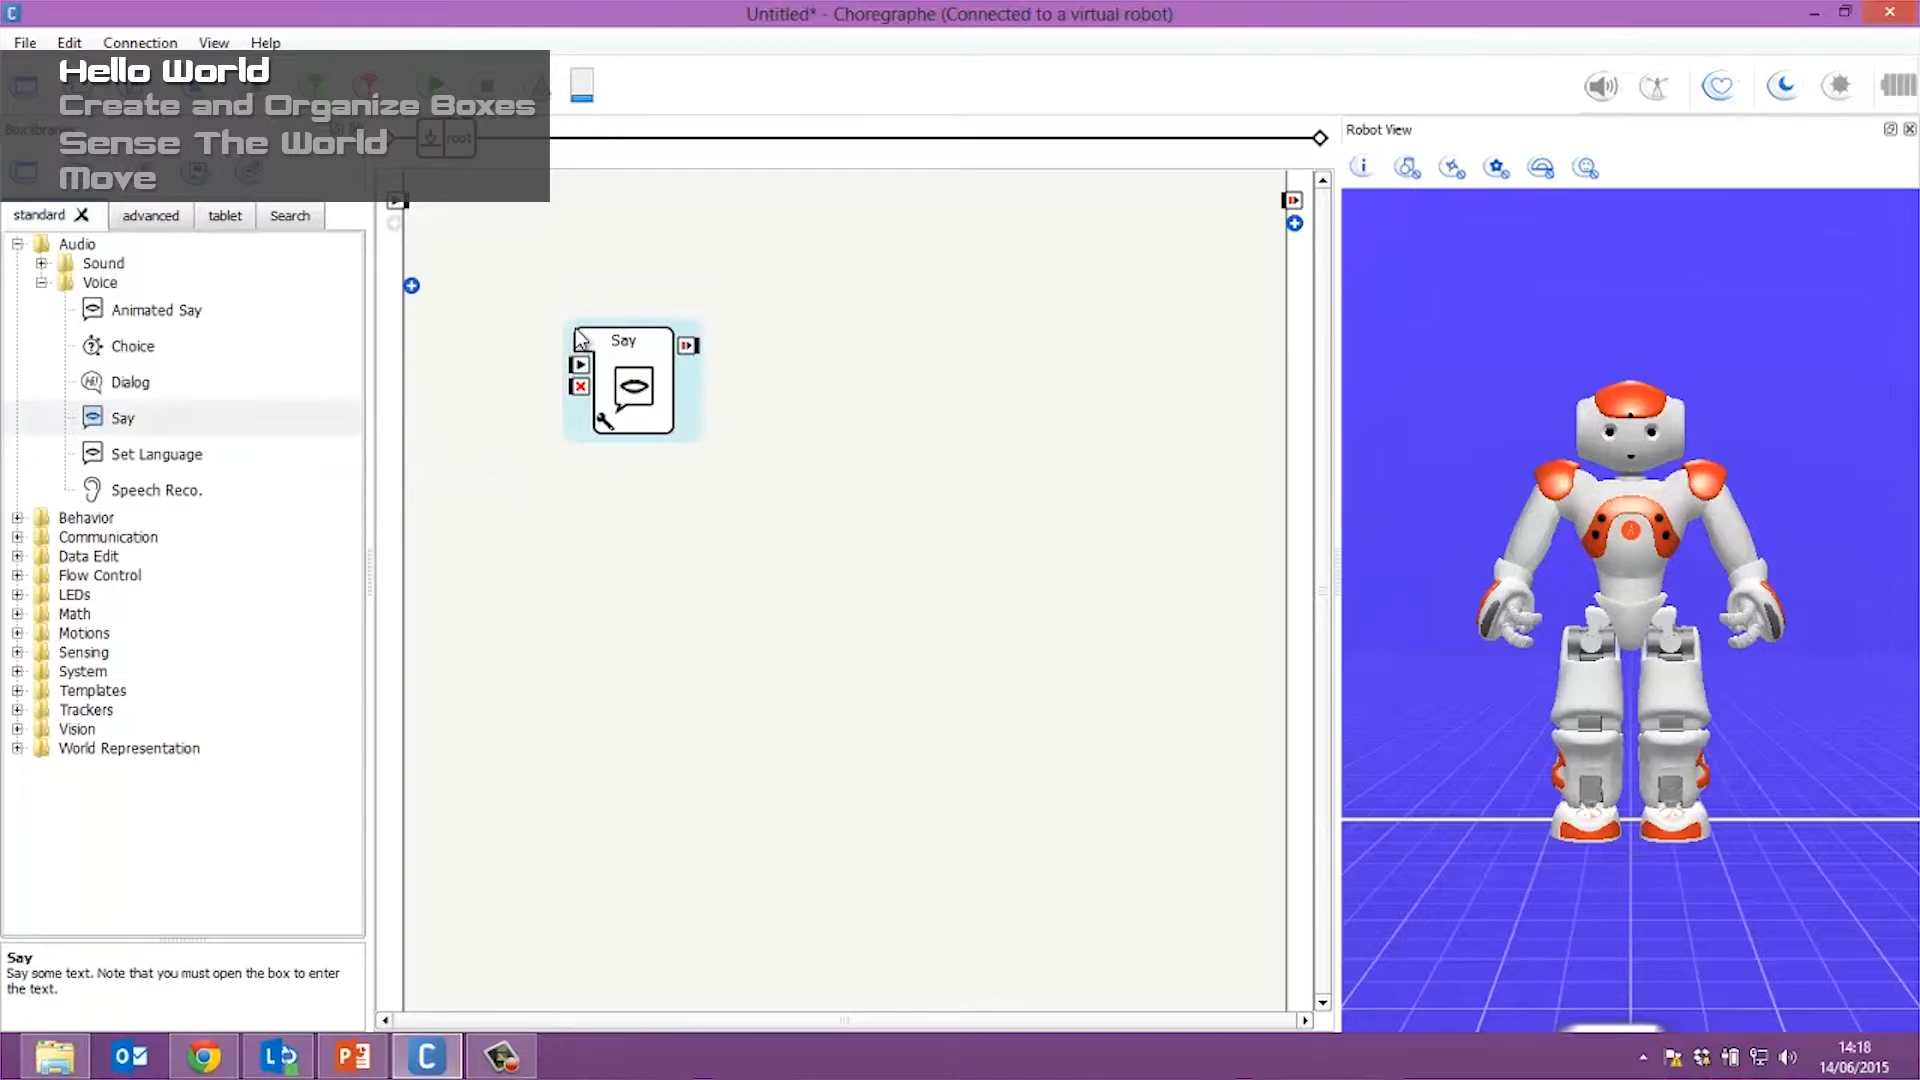 Untitled* - Choregraphe (Connected to a virtual robot)
File Edit Connection View Help
Hello World
Create and Organize Boxes
Sense The World
Move
root
Robot View
standard advanced tablet Search
Audio
Sound
Voice
Animated Say
Choice
Dialog
Say
Set Language
Speech Reco.
Behavior
Communication
Data Edit
Flow Control
LEDs
Math
Motions
Sensing
System
Templates
Trackers
Vision
World Representation
Say
Say
Say some text. Note that you must open the box to enter
the text.
14:18
14/06/2015